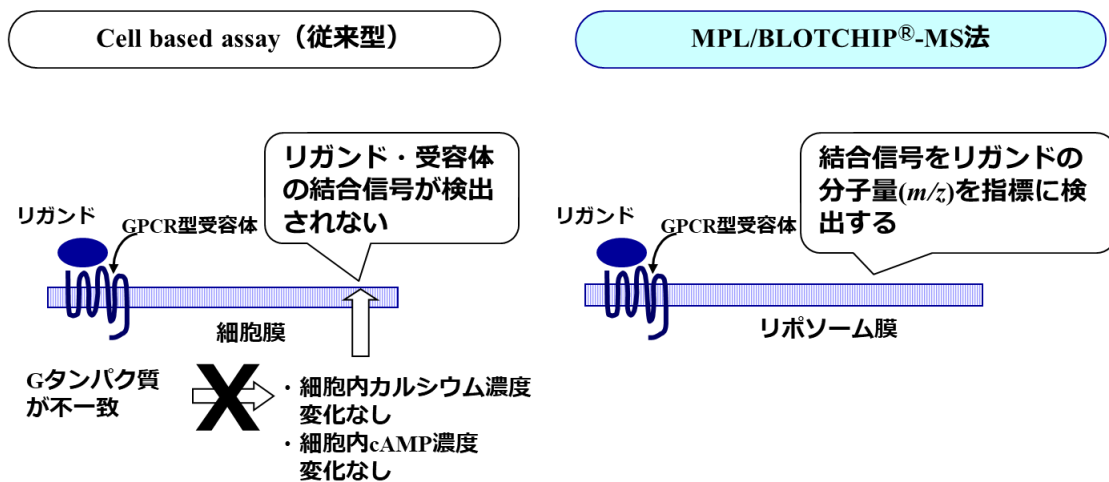 Cell based assay（従来型）
MPL/BLOTCHIP®-MS法
リガンド・受容体
の結合信号が検出
されない
リガンド
GPCR型受容体
細胞膜
Gタンパク質
が不一致
X
・細胞内カルシウム濃度
変化なし
・細胞内cAMP濃度
変化なし
結合信号をリガンドの
分子量(m/z)を指標に検
出する
リガンド
GPCR型受容体
リポソーム膜